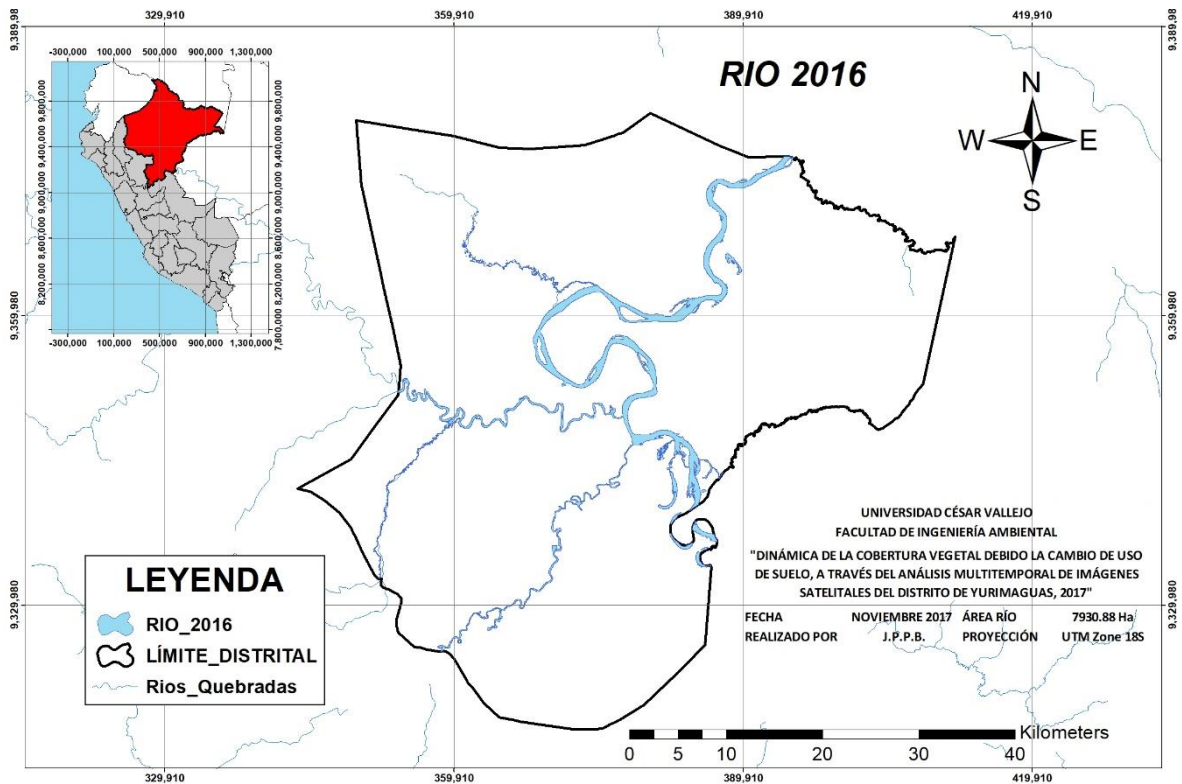 329,910 359,910 389,910 419,910
9,389,98
9,389,98
-300,000 100,000 500,000 900,000 1,300,000
9,800,000
9,400,000
9,000,000
8,600,000
8,200,000
7,800,000
9,800,000
9,400,000
9,000,000
8,600,000
8,200,000
7,800,000
-300,000 100,000 500,000 900,000 1,300,000
RIO 2016
N
W E
S
9,359,980
9,359,980
UNIVERSIDAD CÉSAR VALLEJO
FACULTAD DE INGENIERÍA AMBIENTAL
"DINÁMICA DE LA COBERTURA VEGETAL DEBIDO LA CAMBIO DE USO
DE SUELO, A TRAVÉS DEL ANÁLISIS MULTITEMPORAL DE IMÁGENES
SATELITALES DEL DISTRITO DE YURIMAGUAS, 2017"
FECHA NOVIEMBRE 2017 ÁREA RÍO 7930.88 Ha
REALIZADO POR J.P.P.B. PROYECCIÓN UTM Zone 18S
9,329,980
9,329,980
LEYENDA
RIO_2016
LÍMITE_DISTRITAL
Rios_Quebradas
Kilometers
0 5 10 20 30 40
329,910 359,910 389,910 419,910